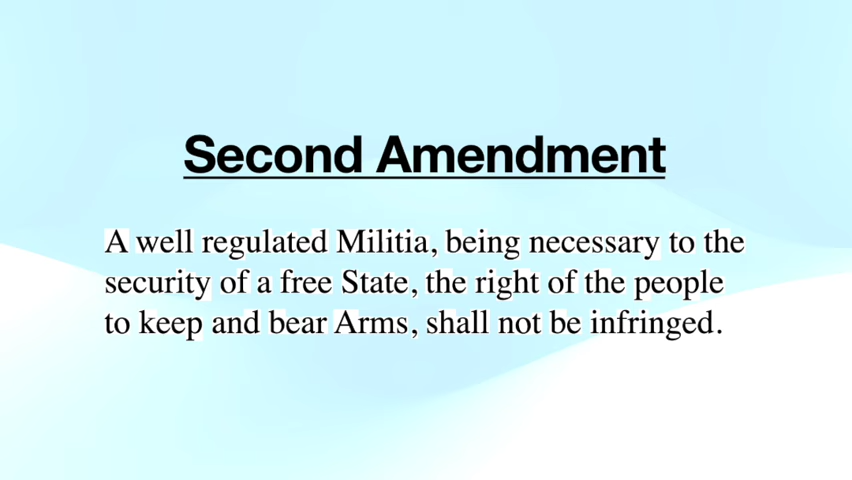 Second Amendment
A well regulated Militia, being necessary to the
security of a free State, the right of the people
to keep and bear Arms, shall not be infringed.